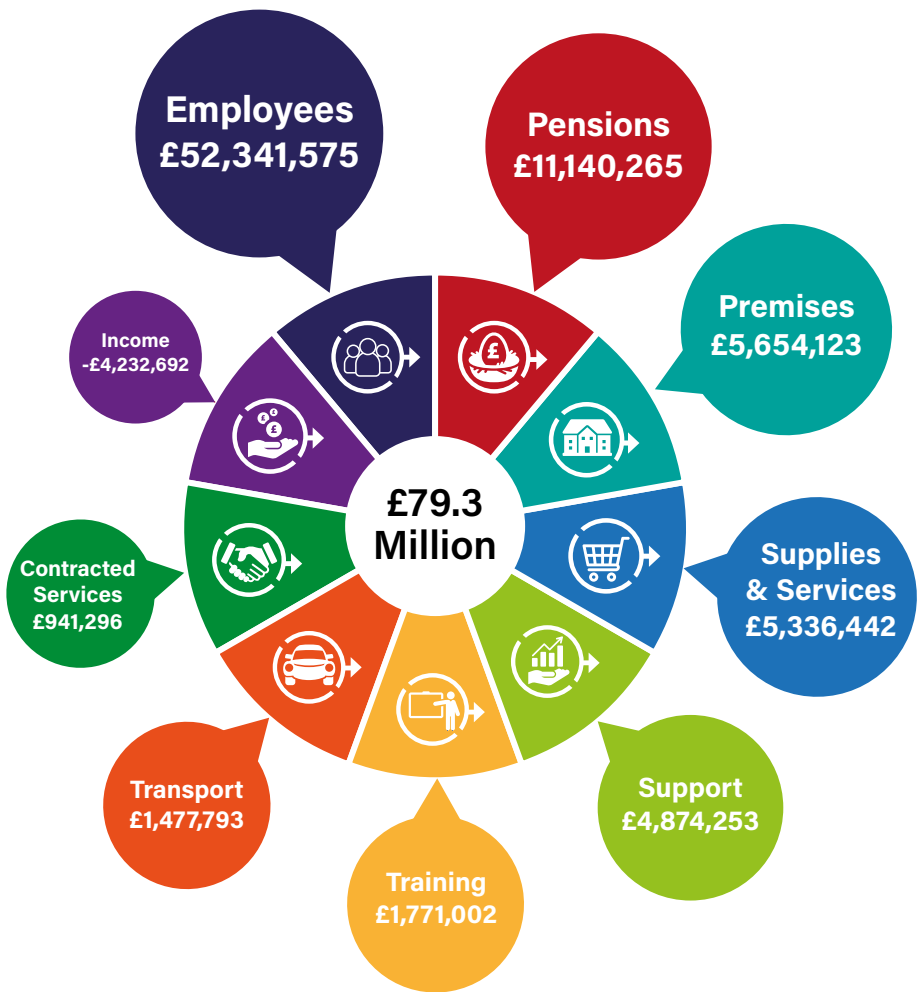 Employees
£52,341,575
Pensions
£11,140,265
Premises
£5,654,123
Supplies
& Services
£5,336,442
Support
£4,874,253
Training
£1,771,002
Transport
£1,477,793
Contracted
Services
£941,296
Income
-£4,232,692
£79.3
Million
£
£
£
£